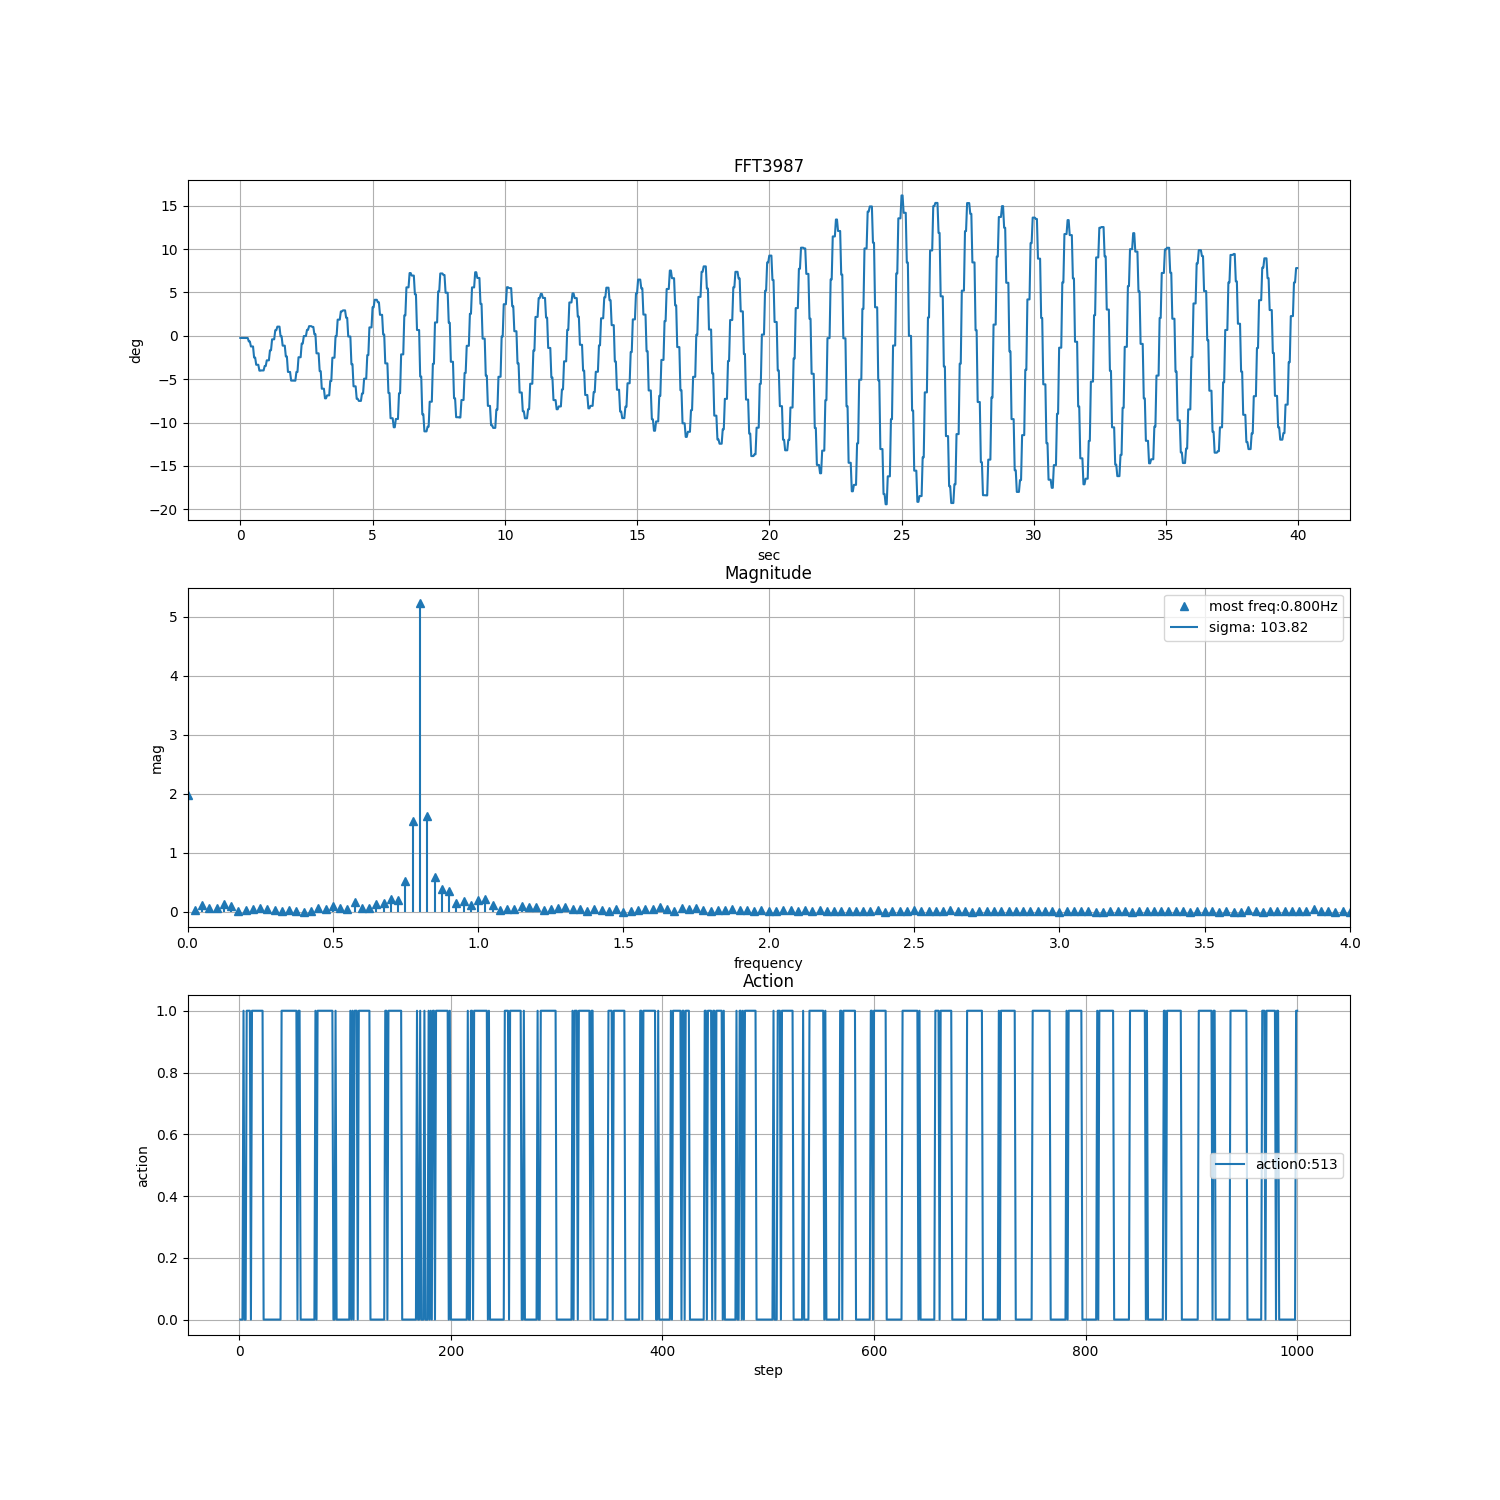 FFT3987
deg
15
10
5
0
−5
−10
−15
−20
0 5 10 15 20 25 30 35 40
sec
Magnitude
mag
5
4
3
2
1
0
most freq:0.800Hz
sigma: 103.82
0.0 0.5 1.0 1.5 2.0 2.5 3.0 3.5 4.0
frequency
Action
action
1.0
0.8
0.6
0.4
0.2
0.0
action0:513
0 200 400 600 800 1000
step